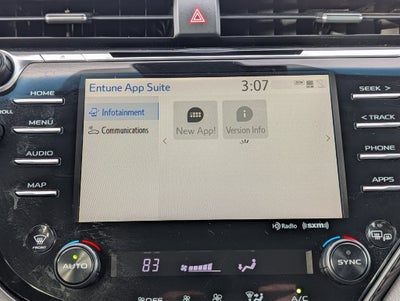 HOME
MENU
AUDIO
MAP
Entune App Suite 3:07
Infotainment
Communications
New App!
Version Info
SEEK >
< TRACK
PHONE
APPS
HD Radio ((sxm))
AUTO
83
SYNC
OFF
A/C